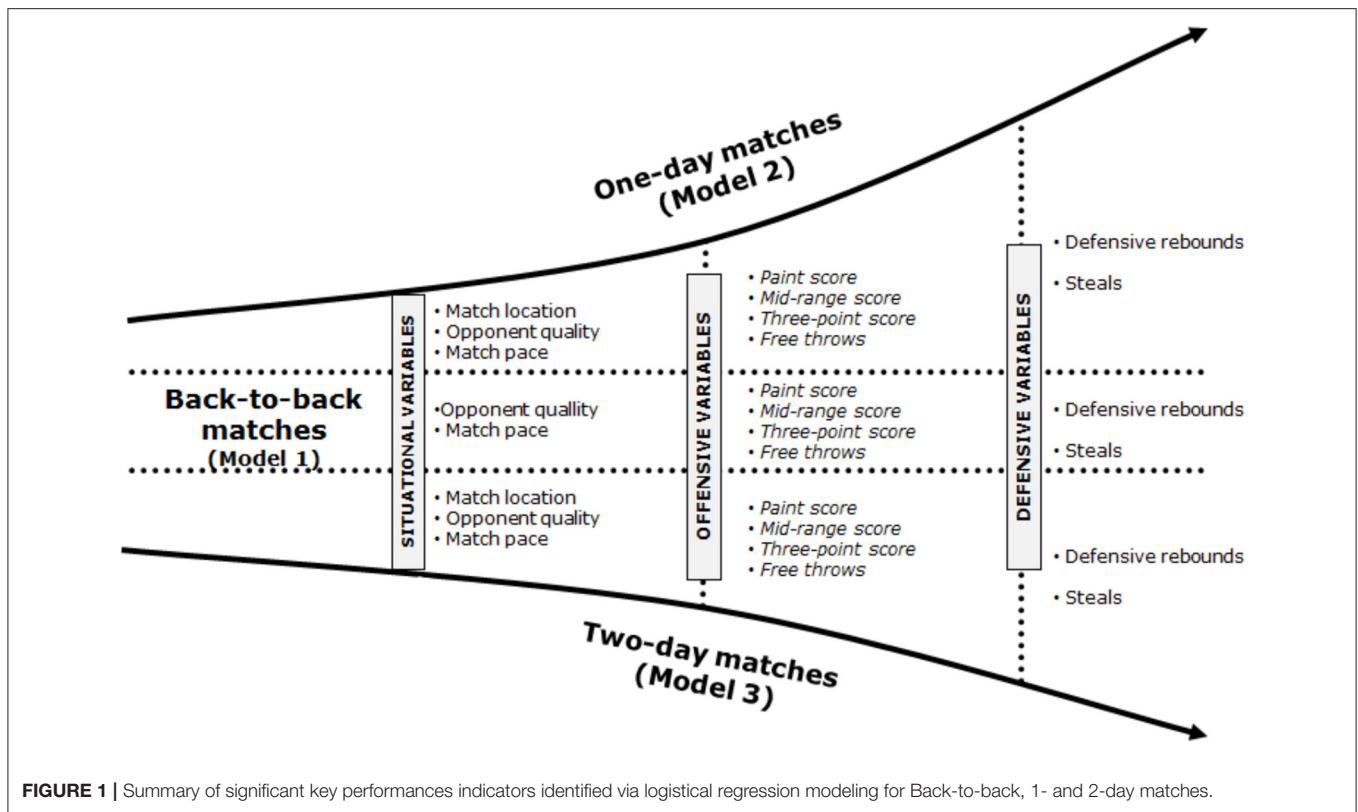 One-day matches
(Model 2)
SITUATIONAL VARIABLES
• Match location
• Opponent quality
• Match pace
OFFENSIVE VARIABLES
• Paint score
• Mid-range score
• Three-point score
• Free throws
DEFENSIVE VARIABLES
• Defensive rebounds
• Steals
Back-to-back
matches
(Model 1)
•Opponent quallity
• Match pace
• Paint score
• Mid-range score
• Three-point score
• Free throws
• Defensive rebounds
• Steals
• Match location
• Opponent quality
• Match pace
• Paint score
• Mid-range score
• Three-point score
• Free throws
• Defensive rebounds
• Steals
Two-day matches
(Model 3)
FIGURE 1 | Summary of significant key performances indicators identified via logistical regression modeling for Back-to-back, 1- and 2-day matches.